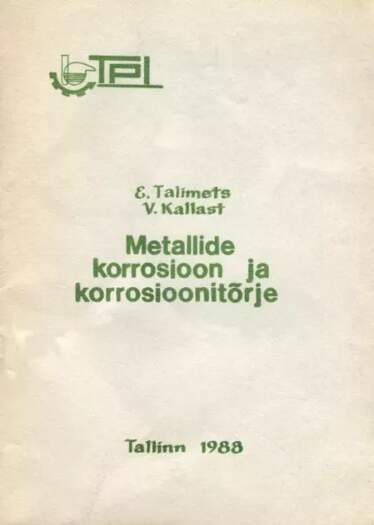 TPI
E. Talimets
V. Kallast
Metallide
korrosioon ja
korrosioonitõrje
Tallinn 1988